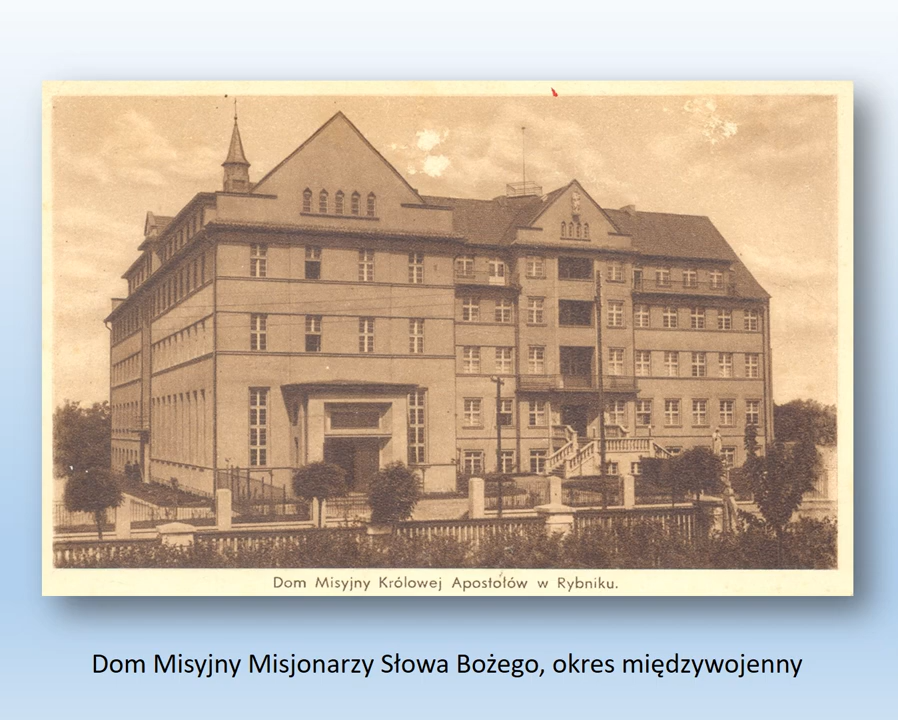 Dom Misyjny Królowej Apostołów w Rybniku.
Dom Misyjny Misjonarzy Słowa Bożego, okres międzywojenny